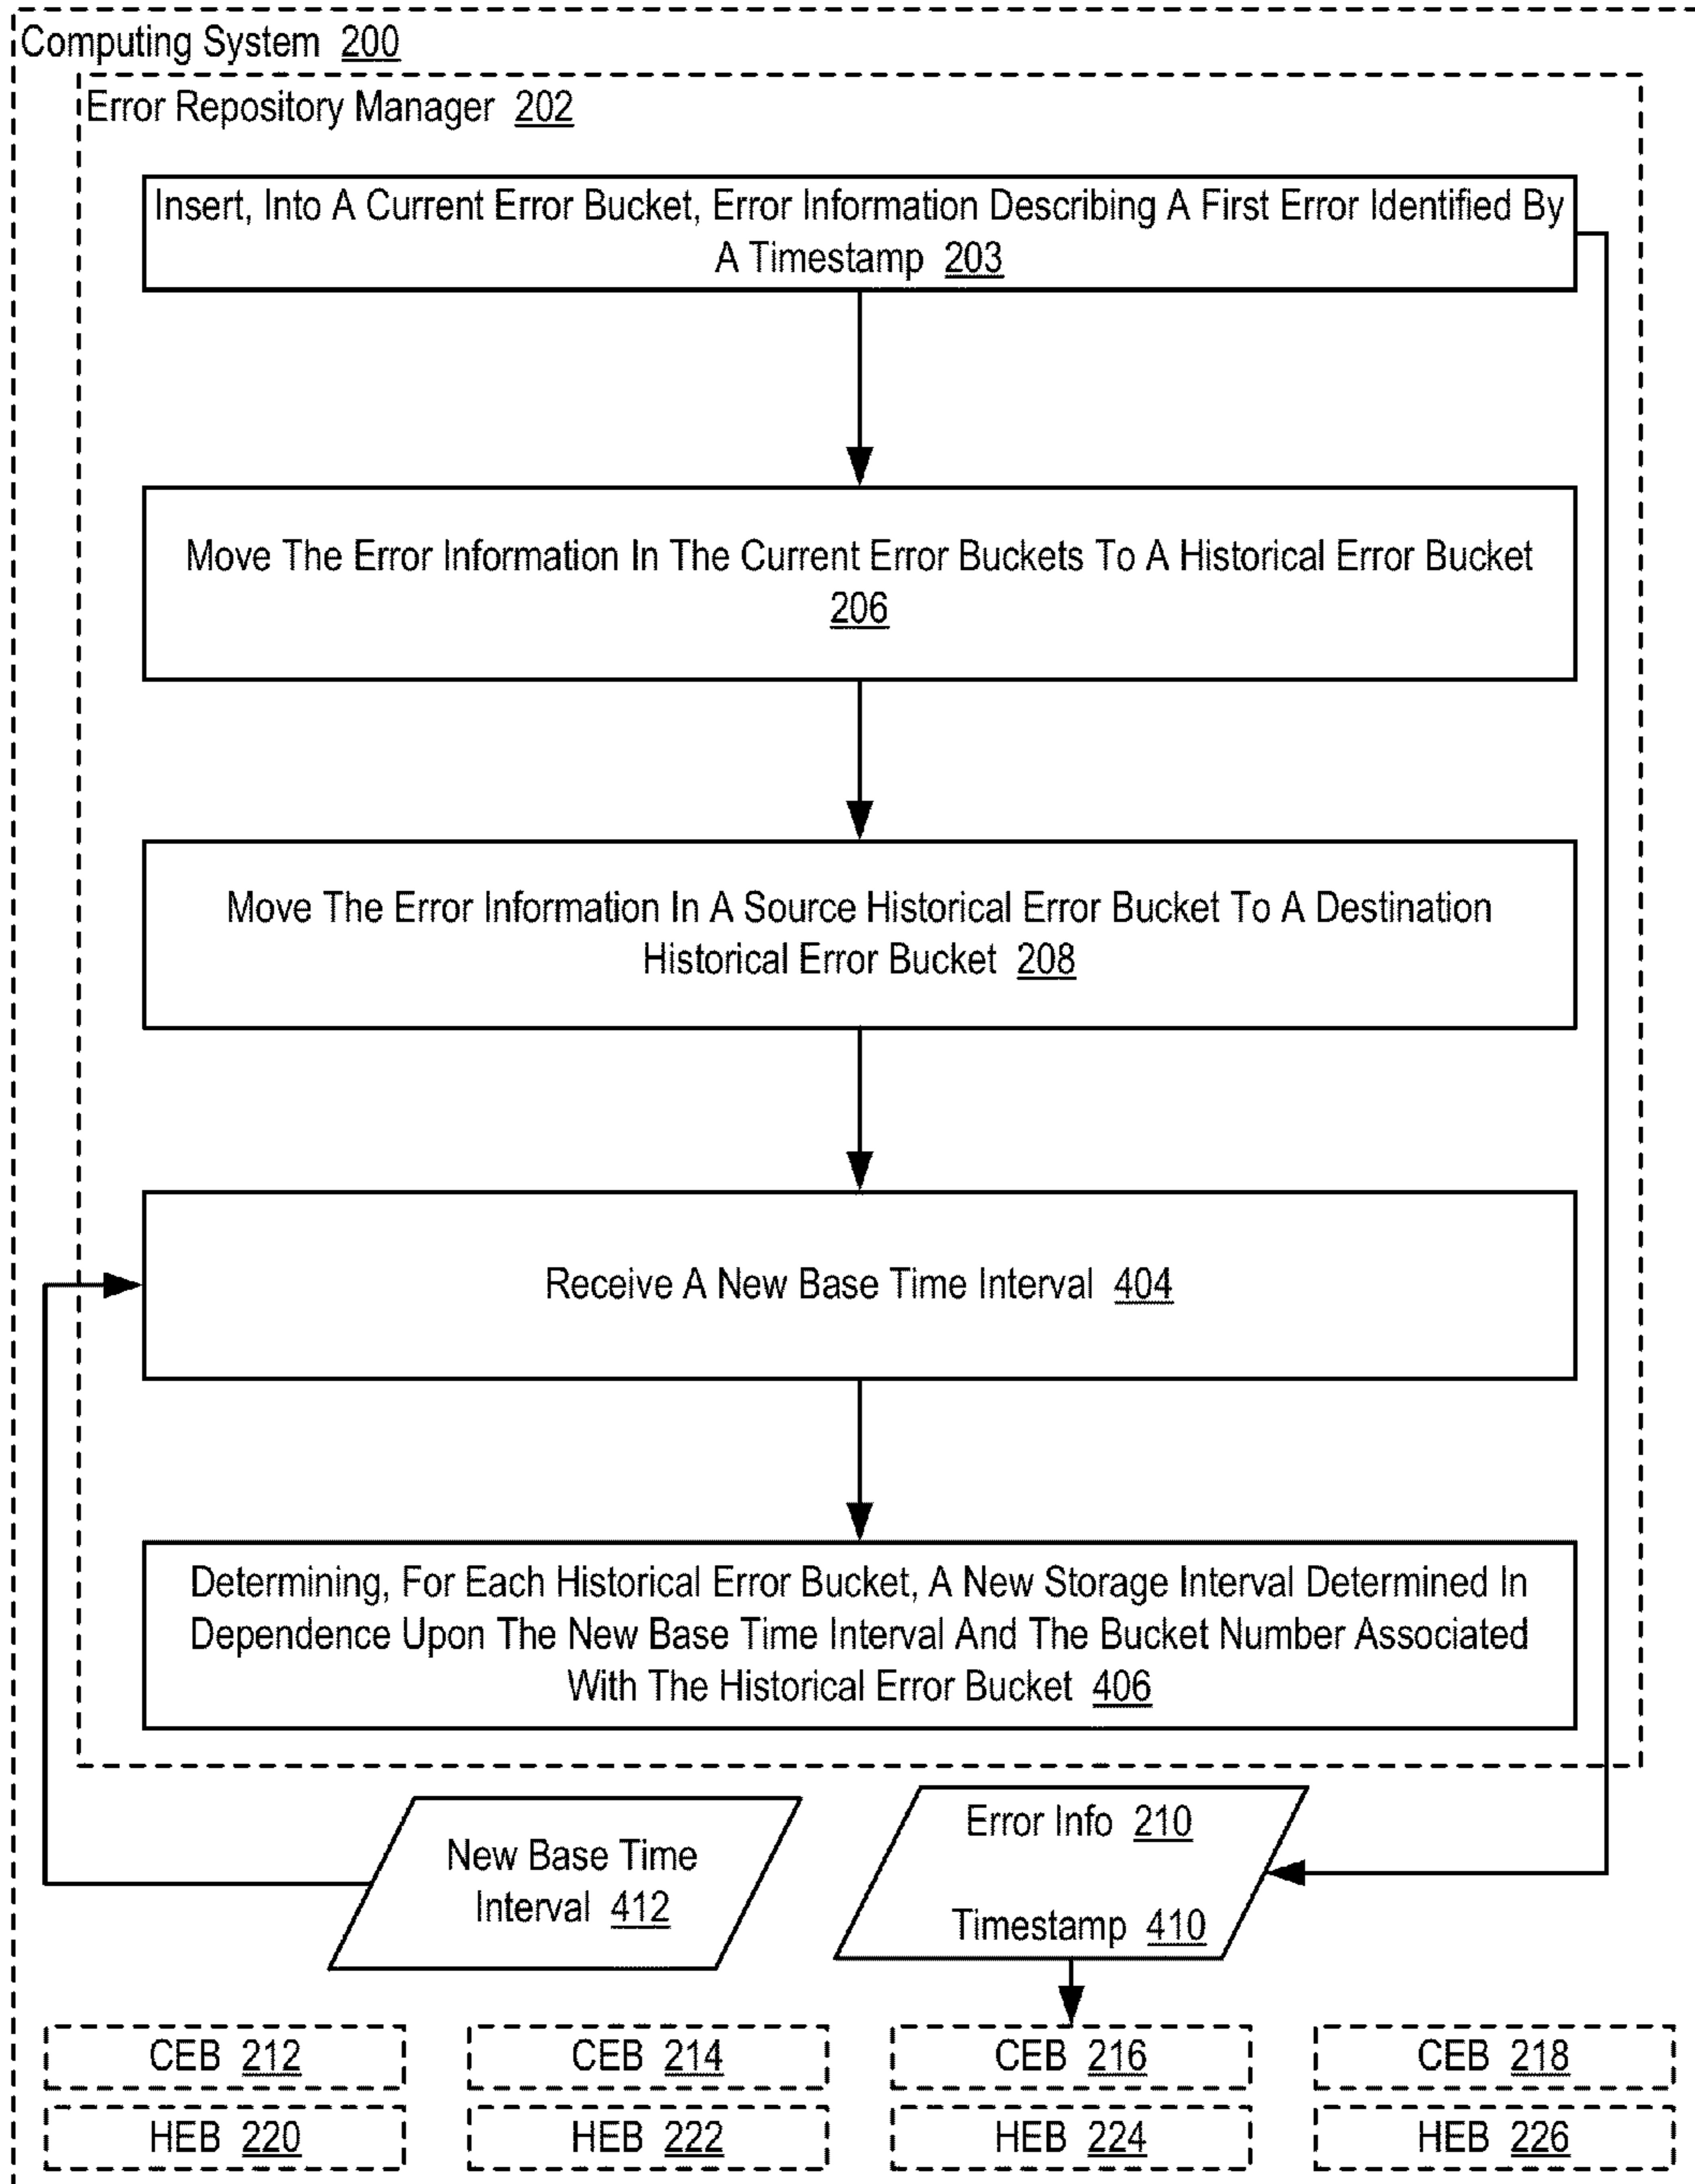 Computing System 200
Error Repository Manager 202
Insert, Into A Current Error Bucket, Error Information Describing A First Error Identified By
A Timestamp 203
Move The Error Information In The Current Error Buckets To A Historical Error Bucket
206
Move The Error Information In A Source Historical Error Bucket To A Destination
Historical Error Bucket 208
Receive A New Base Time Interval 404
Determining, For Each Historical Error Bucket, A New Storage Interval Determined In
Dependence Upon The New Base Time Interval And The Bucket Number Associated
With The Historical Error Bucket 406
New Base Time
Interval 412
Error Info 210
Timestamp 410
CEB 212
CEB 214
CEB 216
CEB 218
HEB 220
HEB 222
HEB 224
HEB 226